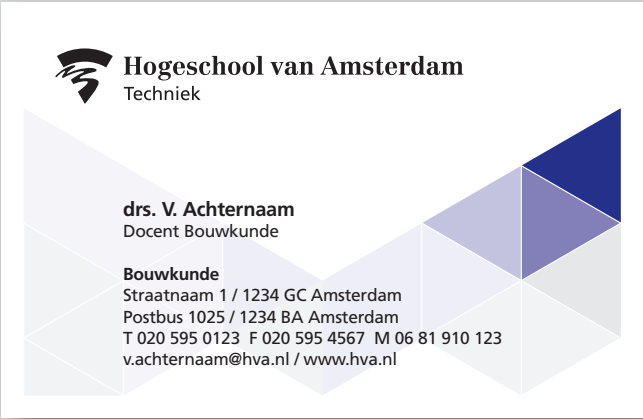 Hogeschool van Amsterdam
Techniek
drs. V. Achternaam
Docent Bouwkunde
Bouwkunde
Straatnaam 1 / 1234 GC Amsterdam
Postbus 1025 / 1234 BA Amsterdam
T 020 595 0123 F 020 595 4567 M 06 81 910 123
v.achternaam@hva.nl / www.hva.nl